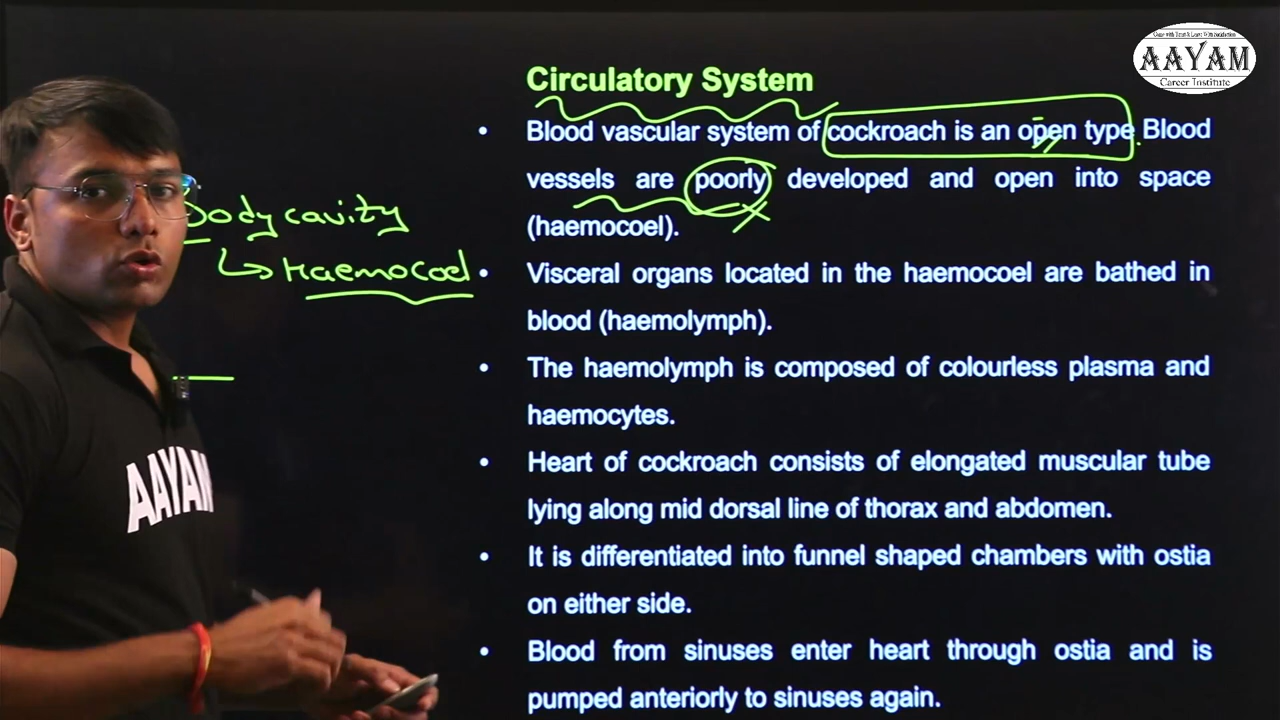 AAYAM
Career Institute
Circulatory System
• Blood vascular system of cockroach is an open type. Blood
vessels are poorly developed and open into space
(haemocoel).
Body cavity
↳ Haemocoel
• Visceral organs located in the haemocoel are bathed in
blood (haemolymph).
• The haemolymph is composed of colourless plasma and
haemocytes.
• Heart of cockroach consists of elongated muscular tube
lying along mid dorsal line of thorax and abdomen.
• It is differentiated into funnel shaped chambers with ostia
on either side.
• Blood from sinuses enter heart through ostia and is
pumped anteriorly to sinuses again.
AAYAM